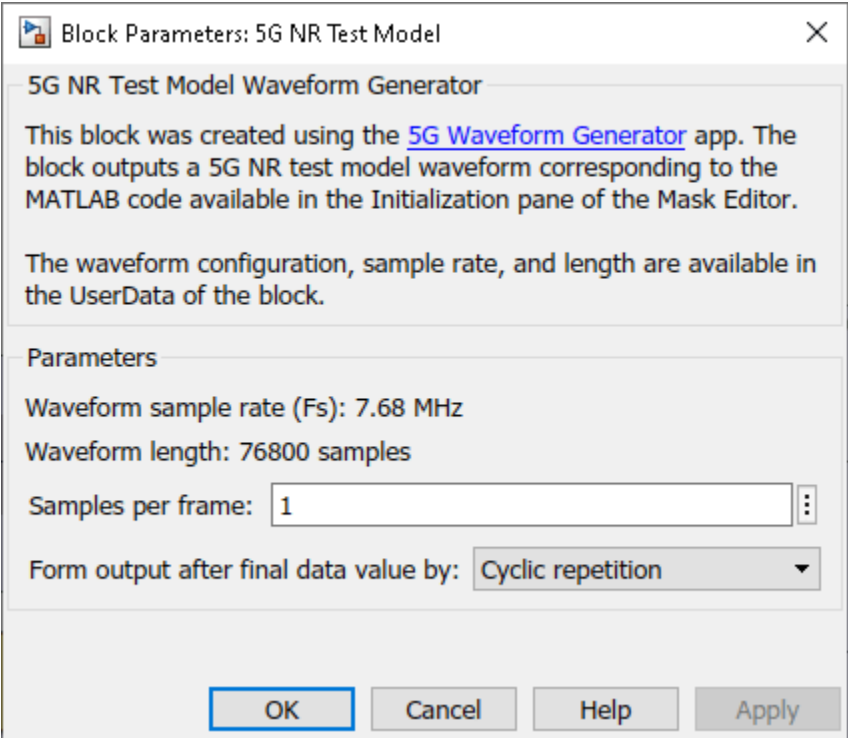 Block Parameters: 5G NR Test Model
5G NR Test Model Waveform Generator
This block was created using the 5G Waveform Generator app. The
block outputs a 5G NR test model waveform corresponding to the
MATLAB code available in the Initialization pane of the Mask Editor.
The waveform configuration, sample rate, and length are available in
the UserData of the block.
Parameters
Waveform sample rate (Fs): 7.68 MHz
Waveform length: 76800 samples
Samples per frame: 1
Form output after final data value by: Cyclic repetition
OK Cancel Help Apply